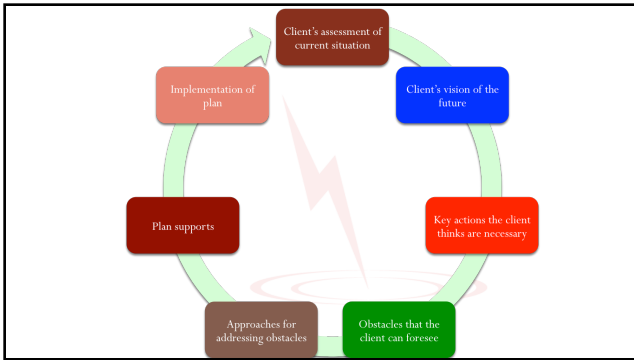 Client’s assessment of
current situation
Client’s vision of the
future
Key actions the client
thinks are necessary
Obstacles that the
client can foresee
Approaches for
addressing obstacles
Plan supports
Implementation of
plan